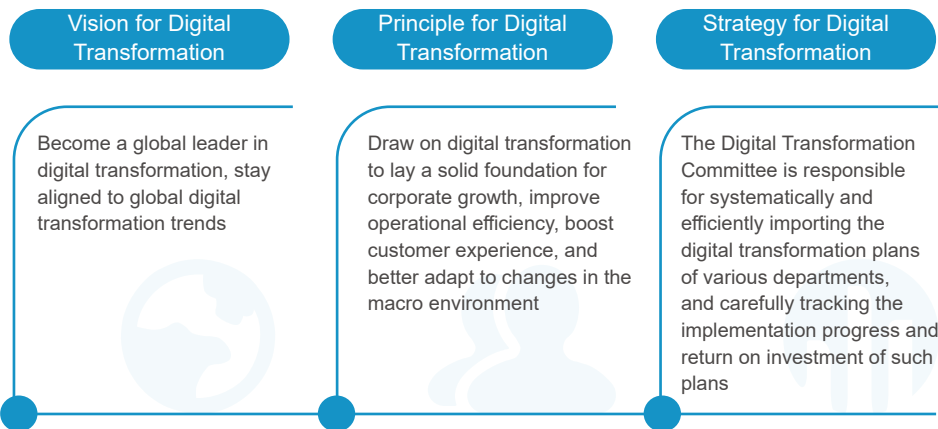 Vision for Digital
Transformation
Become a global leader in
digital transformation, stay
aligned to global digital
transformation trends
Principle for Digital
Transformation
Draw on digital transformation
to lay a solid foundation for
corporate growth, improve
operational efficiency, boost
customer experience, and
better adapt to changes in the
macro environment
Strategy for Digital
Transformation
The Digital Transformation
Committee is responsible
for systematically and
efficiently importing the
digital transformation plans
of various departments,
and carefully tracking the
implementation progress and
return on investment of such
plans